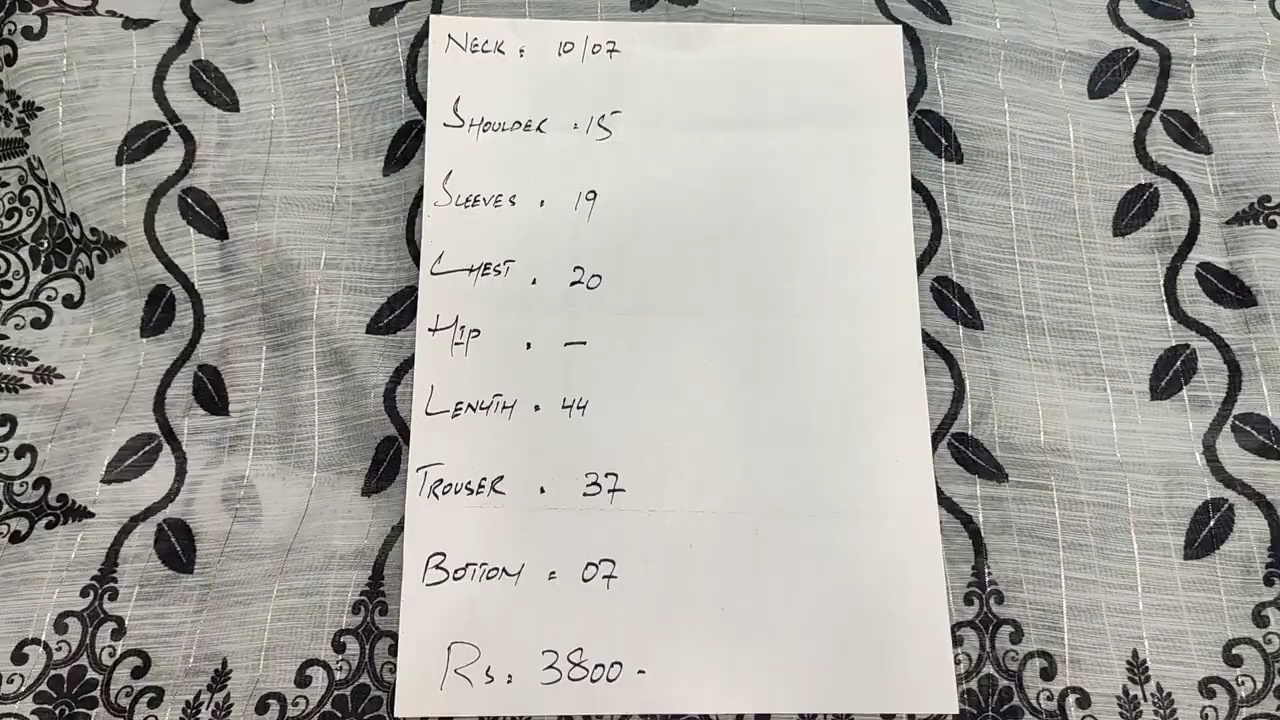 NECK : 10/07
SHOULDER : 15
SLEEVES . 19
CHEST . 20
Hip . —
LENGTH . 44
TROUSER . 37
BOTTOM = 07
Rs. 3800 -